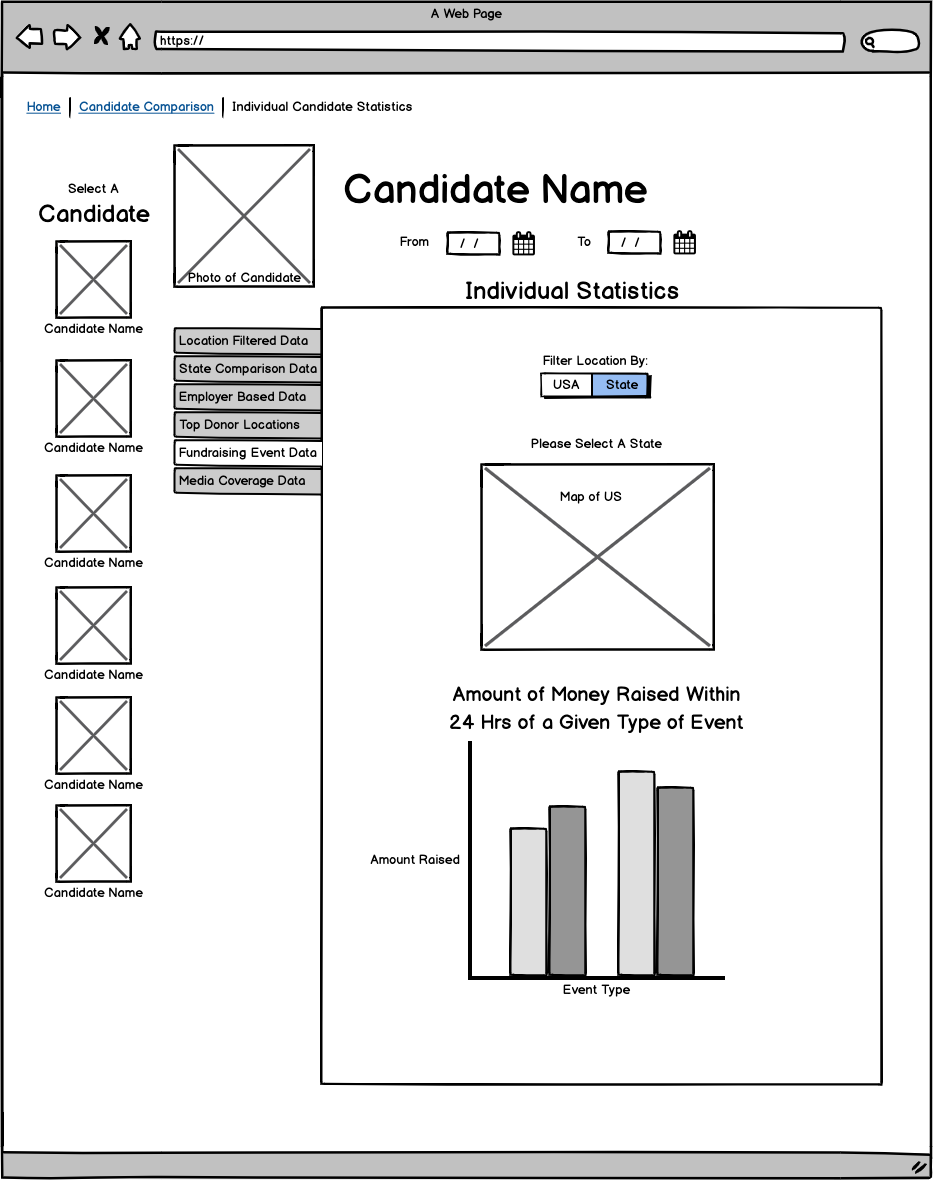 A Web Page
https://
Home
Candidate Comparison
Individual Candidate Statistics
Select A
Candidate
Candidate Name
Candidate Name
Candidate Name
Candidate Name
Candidate Name
Candidate Name
Photo of Candidate
Candidate Name
From / / To / /
Individual Statistics
Location Filtered Data
State Comparison Data
Employer Based Data
Top Donor Locations
Fundraising Event Data
Media Coverage Data
Filter Location By:
USA State
Please Select A State
Map of US
Amount of Money Raised Within
24 Hrs of a Given Type of Event
Amount Raised
Event Type